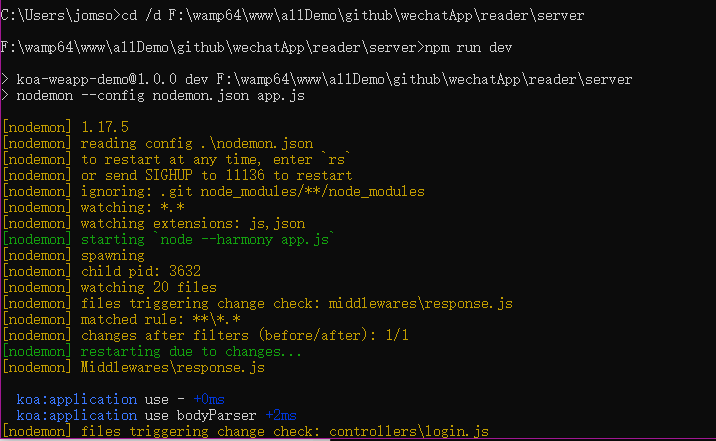 C:\Users\jomso>cd /d F:\wamp64\www\allDemo\github\wechatApp\reader\server
F:\wamp64\www\allDemo\github\wechatApp\reader\server>npm run dev
> koa-weapp-demo@1.0.0 dev F:\wamp64\www\allDemo\github\wechatApp\reader\server
> nodemon --config nodemon.json app.js
[nodemon] 1.17.5
[nodemon] reading config .\nodemon.json
[nodemon] to restart at any time, enter `rs`
[nodemon] or send SIGHUP to 11136 to restart
[nodemon] ignoring: .git node_modules/**/node_modules
[nodemon] watching: *.*
[nodemon] watching extensions: js,json
[nodemon] starting `node --harmony app.js`
[nodemon] spawning
[nodemon] child pid: 3632
[nodemon] watching 20 files
[nodemon] files triggering change check: middlewares\response.js
[nodemon] matched rule: **\*.*
[nodemon] changes after filters (before/after): 1/1
[nodemon] restarting due to changes...
[nodemon] Middlewares\response.js
koa:application use - +0ms
koa:application use bodyParser +2ms
[nodemon] files triggering change check: controllers\login.js